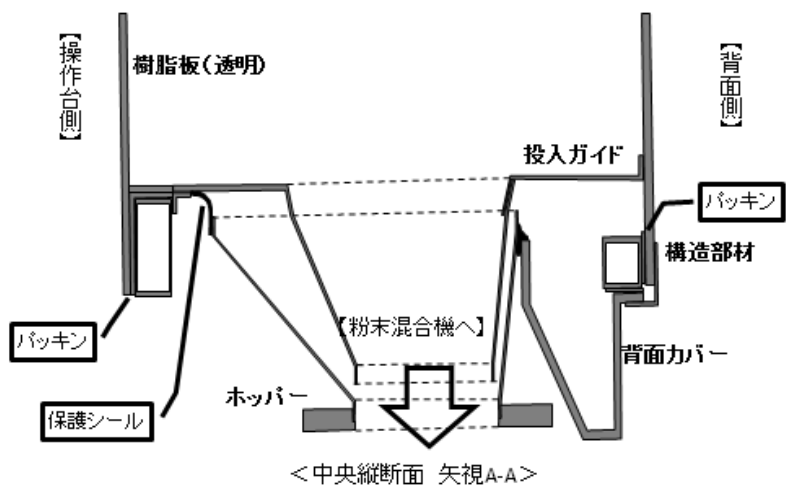 【操作台側】
樹脂板(透明)
【背面側】
投入ガイド
パッキン
構造部材
【粉末混合機へ】
パッキン
背面カバー
ホッパー
保護シール
＜中央縦断面 矢視A-A＞